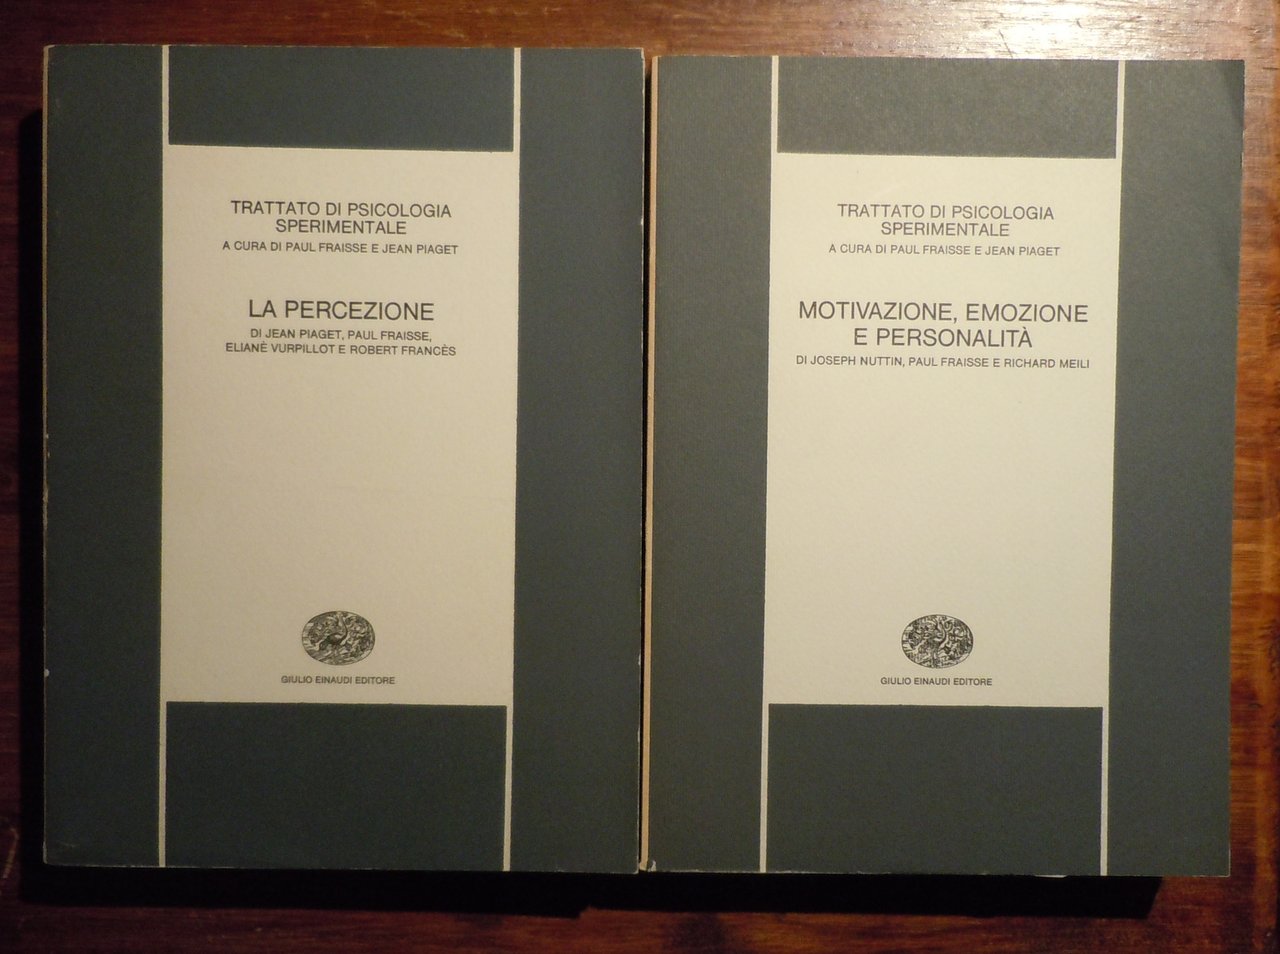 TRATTATO DI PSICOLOGIA
SPERIMENTALE
A CURA DI PAUL FRAISSE E JEAN PIAGET
LA PERCEZIONE
DI JEAN PIAGET, PAUL FRAISSE,
ELIANÈ VURPILLOT E ROBERT FRANCÈS
GIULIO EINAUDI EDITORE
TRATTATO DI PSICOLOGIA
SPERIMENTALE
A CURA DI PAUL FRAISSE E JEAN PIAGET
MOTIVAZIONE, EMOZIONE
E PERSONALITÀ
DI JOSEPH NUTTIN, PAUL FRAISSE E RICHARD MEILI
GIULIO EINAUDI EDITORE